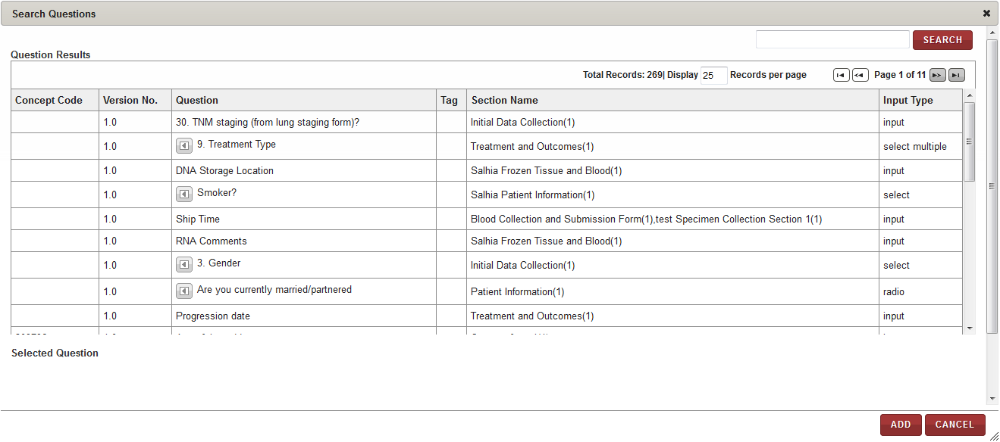 Search Questions
SEARCH
Question Results
Total Records: 269| Display 25 Records per page Page 1 of 11
Concept Code Version No. Question Tag Section Name Input Type
1.0 30. TNM staging (from lung staging form)? Initial Data Collection(1) input
1.0 9. Treatment Type Treatment and Outcomes(1) select multiple
1.0 DNA Storage Location Salhia Frozen Tissue and Blood(1) input
1.0 Smoker? Salhia Patient Information(1) select
1.0 Ship Time Blood Collection and Submission Form(1),test Specimen Collection Section 1(1) input
1.0 RNA Comments Salhia Frozen Tissue and Blood(1) input
1.0 3. Gender Initial Data Collection(1) select
1.0 Are you currently married/partnered Patient Information(1) radio
1.0 Progression date Treatment and Outcomes(1) input
Selected Question
ADD CANCEL